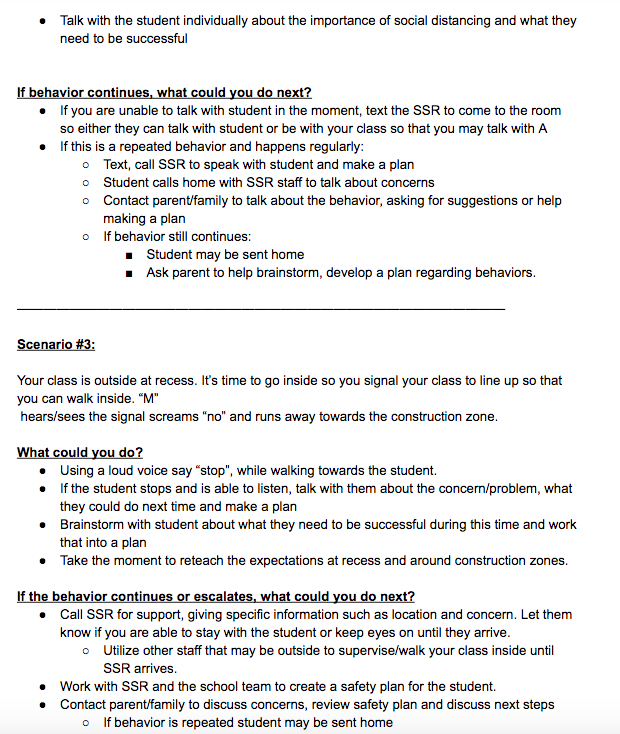 ● Talk with the student individually about the importance of social distancing and what they
need to be successful
If behavior continues, what could you do next?
● If you are unable to talk with student in the moment, text the SSR to come to the room
so either they can talk with student or be with your class so that you may talk with A
● If this is a repeated behavior and happens regularly:
○ Text, call SSR to speak with student and make a plan
○ Student calls home with SSR staff to talk about concerns
○ Contact parent/family to talk about the behavior, asking for suggestions or help
making a plan
○ If behavior still continues:
■ Student may be sent home
■ Ask parent to help brainstorm, develop a plan regarding behaviors.
Scenario #3:
Your class is outside at recess. It's time to go inside so you signal your class to line up so that
you can walk inside. “M”
hears/sees the signal screams “no” and runs away towards the construction zone.
What could you do?
● Using a loud voice say “stop”, while walking towards the student.
● If the student stops and is able to listen, talk with them about the concern/problem, what
they could do next time and make a plan
● Brainstorm with student about what they need to be successful during this time and work
that into a plan
● Take the moment to reteach the expectations at recess and around construction zones.
If the behavior continues or escalates, what could you do next?
● Call SSR for support, giving specific information such as location and concern. Let them
know if you are able to stay with the student or keep eyes on until they arrive.
○ Utilize other staff that may be outside to supervise/walk your class inside until
SSR arrives.
● Work with SSR and the school team to create a safety plan for the student.
● Contact parent/family to discuss concerns, review safety plan and discuss next steps
○ If behavior is repeated student may be sent home